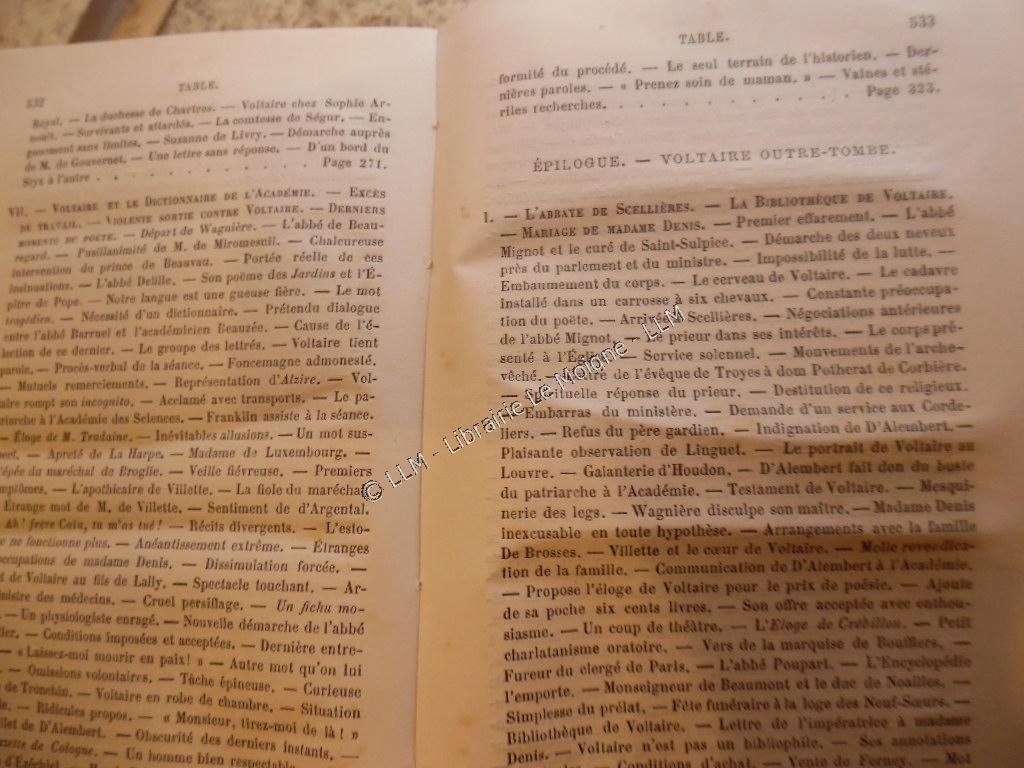 532
TABLE.
Royal. — La duchesse de Chartres. — Voltaire chez Sophie Ar-
nould. — Survivants et attardés. — La comtesse de Ségur. — En-
gouement sans limites. — Suzanne de Livry. — Démarche auprès
de M. de Gouvernet. — Une lettre sans réponse. — D'un bord du
Styx à l'autre . . . . . . . . . . . . Page 271.
VII. — VOLTAIRE ET LE DICTIONNAIRE DE L'ACADÉMIE. — EXCÈS
DE TRAVAIL. — VIOLENTE SORTIE CONTRE VOLTAIRE. — DERNIERS
MOMENTS DU POËTE. — Départ de Wagnière. — L'abbé de Beau-
regard. — Pusillanimité de M. de Miromesnil. — Chaleureuse
intervention du prince de Beauvau. — Portée réelle de ces
insinuations. — L'abbé Delille. — Son poëme des Jardins et l'É-
pitre de Pope. — Notre langue est une gueuse fière. — Le mot
tragédien. — Nécessité d'un dictionnaire. — Prétendu dialogue
entre l'abbé Barruel et l'académicien Beauzée. — Cause de l'é-
lection de ce dernier. — Le groupe des lettrés. — Voltaire tient
parole. — Procès-verbal de la séance. — Foncemagne admonesté.
— Mutuels remerciements. — Représentation d'Alzire. — Vol-
taire rompt son incognito. — Acclamé avec transports. — Le pa-
triarche à l'Académie des Sciences. — Franklin assiste à la séance.
— Éloge de M. Trudaine. — Inévitables allusions. — Un mot sus-
pect. — Apreté de La Harpe. — Madame de Luxembourg. —
L'épée du maréchal de Broglie. — Veille fiévreuse. — Premiers
symptômes. — L'apothicaire de Villette. — La fiole du maréchal.
— Étrange mot de M. de Villette. — Sentiment de d'Argental.
— Ah! frère Caïn, tu m'as tué! — Récits divergents. — L'esto-
mac ne fonctionne plus. — Anéantissement extrême. — Étranges
occupations de madame Denis. — Dissimulation forcée. —
de Voltaire au fils de Lally. — Spectacle touchant. — Ar-
des médecins. — Cruel persiflage. — Un fichu mo-
— Un physiologiste enragé. — Nouvelle démarche de l'abbé
— Conditions imposées et acceptées. — Dernière entre-
— « Laissez-moi mourir en paix! » — Autre mot qu'on lui
— Omissions volontaires. — Tâche épineuse. — Curieuse
de Tronchin. — Voltaire en robe de chambre. — Situation
— Ridicules propos. — « Monsieur, tirez-moi de là! »
de D'Alembert. — Obscurité des derniers instants. —
de Cologne. — Un homme bien respectable.
TABLE.
533
formité du procédé. — Le seul terrain de l'historien. — Der-
nières paroles. — « Prenez soin de maman. » — Vaines et sté-
riles recherches. . . . . . . . . . . . Page 323.
ÉPILOGUE. — VOLTAIRE OUTRE-TOMBE.
I. — L'ABBAYE DE SCELLIÈRES. — LA BIBLIOTHÈQUE DE VOLTAIRE.
— MARIAGE DE MADAME DENIS. — Premier effarement. — L'abbé
Mignot et le curé de Saint-Sulpice. — Démarche des deux neveux
près du parlement et du ministre. — Impossibilité de la lutte. —
Embaumement du corps. — Le cerveau de Voltaire. — Le cadavre
installé dans un carrosse à six chevaux. — Constante préoccupa-
tion du poëte. — Arrivée à Scellières. — Négociations antérieures
de l'abbé Mignot. — Le prieur dans ses intérêts. — Le corps pré-
senté à l'Église. — Service solennel. — Mouvements de l'arche-
vêché. — Lettre de l'évêque de Troyes à dom Potherat de Corbière.
— Spirituelle réponse du prieur. — Destitution de ce religieux.
— Embarras du ministère. — Demande d'un service aux Corde-
liers. — Refus du père gardien. — Indignation de D'Alembert. —
Plaisante observation de Linguet. — Le portrait de Voltaire au
Louvre. — Galanterie d'Houdon. — D'Alembert fait don du buste
du patriarche à l'Académie. — Testament de Voltaire. — Mesqui-
nerie des legs. — Wagnière disculpe son maître. — Madame Denis
inexcusable en toute hypothèse. — Arrangements avec la famille
De Brosses. — Villette et le cœur de Voltaire. — Molle revendica-
tion de la famille. — Communication de D'Alembert à l'Académie.
— Propose l'éloge de Voltaire pour le prix de poésie. — Ajoute
de sa poche six cents livres. — Son offre acceptée avec enthou-
siasme. — Un coup de théâtre. — L'Éloge de Crébillon. — Petit
charlatanisme oratoire. — Vers de la marquise de Boufflers. —
Fureur du clergé de Paris. — L'abbé Poupart. — L'Encyclopédie
l'emporte. — Monseigneur de Beaumont et le duc de Noailles. —
Simplesse du prélat. — Fête funéraire à la loge des Neuf-Sœurs. —
Bibliothèque de Voltaire. — Lettre de l'impératrice à madame
Denis. — Voltaire n'est pas un bibliophile. — Ses annotations
Conditions d'achat. — Vente de Ferney. — Mot
© LLM - Librairie Le Moigne - LLM